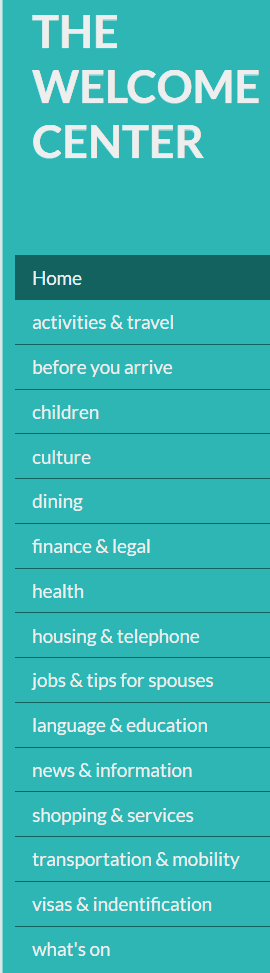 THE
WELCOME
CENTER
Home
activities & travel
before you arrive
children
culture
dining
finance & legal
health
housing & telephone
jobs & tips for spouses
language & education
news & information
shopping & services
transportation & mobility
visas & indentification
what's on